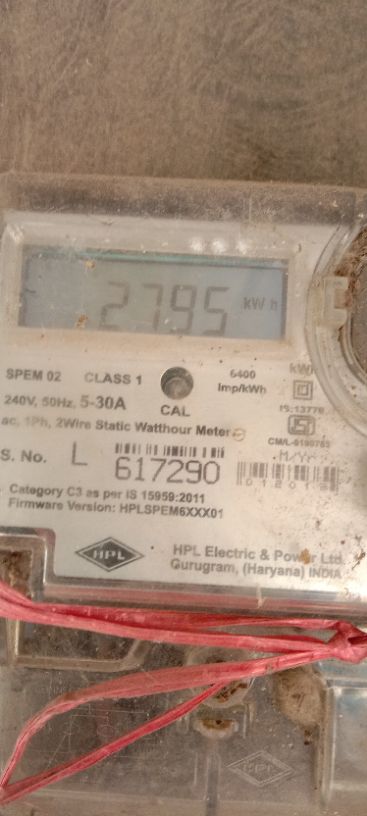 2795 kWh
SPEM 02 CLASS 1 6400 imp/kWh
240V, 50Hz, 5-30A CAL
IS:13779
ac, 1Ph, 2Wire Static Watthour Meter
S. No. L 617290
Category C3 as per IS 15959:2011
Firmware Version: HPLSPEM6XXX01
HPL HPL Electric & Power Ltd.
Gurugram, (Haryana) INDIA
HPL